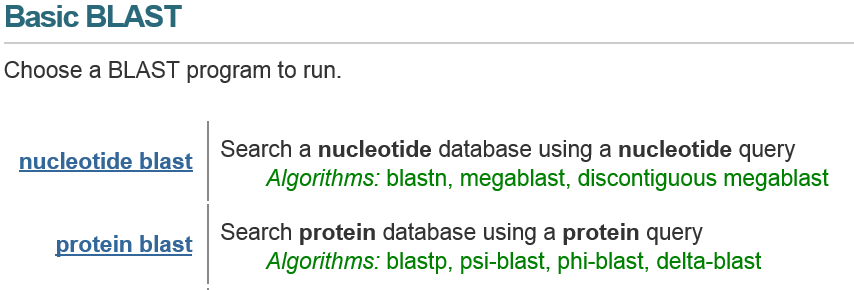 Basic BLAST
Choose a BLAST program to run.
nucleotide blast
Search a nucleotide database using a nucleotide query
Algorithms: blastn, megablast, discontiguous megablast
protein blast
Search protein database using a protein query
Algorithms: blastp, psi-blast, phi-blast, delta-blast